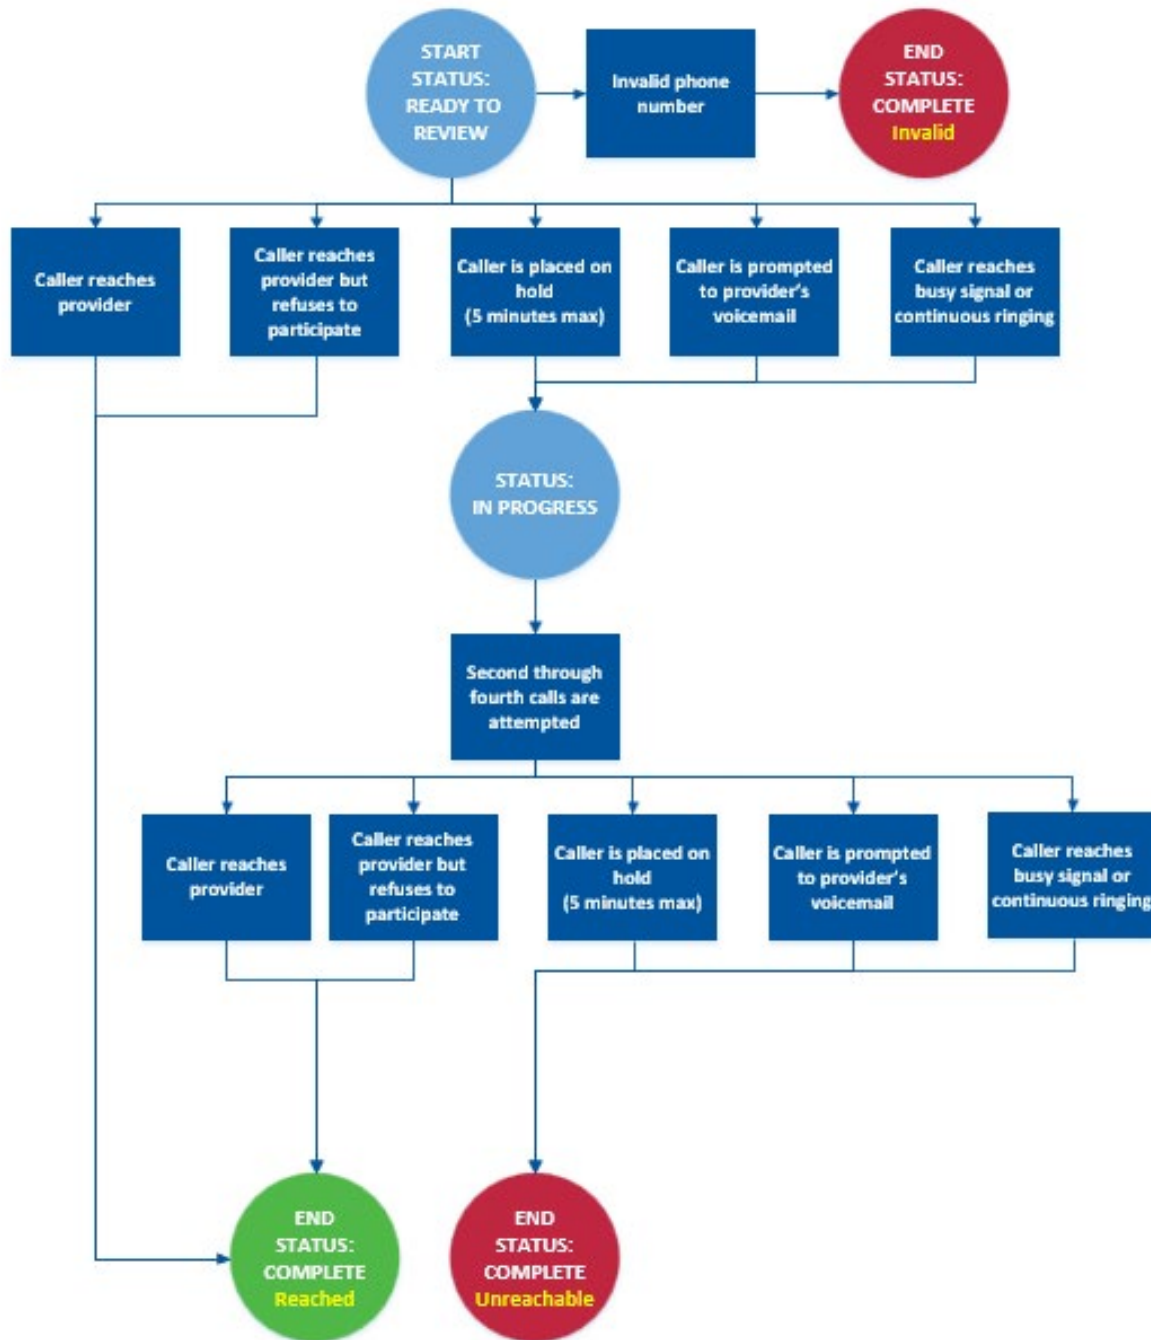 START
STATUS:
READY TO
REVIEW
Invalid phone
number
END
STATUS:
COMPLETE
Invalid
Caller reaches
provider
Caller reaches
provider but
refuses to
participate
Caller is placed on
hold
(5 minutes max)
Caller is prompted
to provider's
voicemail
Caller reaches
busy signal or
continuous ringing
STATUS:
IN PROGRESS
Second through
fourth calls are
attempted
Caller reaches
provider
Caller reaches
provider but
refuses to
participate
Caller is placed on
hold
(5 minutes max)
Caller is prompted
to provider's
voicemail
Caller reaches
busy signal or
continuous ringing
END
STATUS:
COMPLETE
Reached
END
STATUS:
COMPLETE
Unreachable